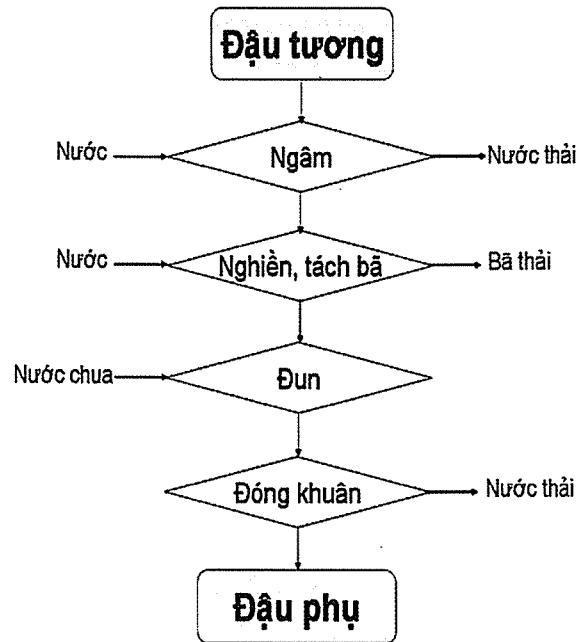 Đậu tương
Nước
Ngâm
Nước thải
Nước
Nghiền, tách bã
Bã thải
Nước chua
Đun
Đóng khuân
Nước thải
Đậu phụ